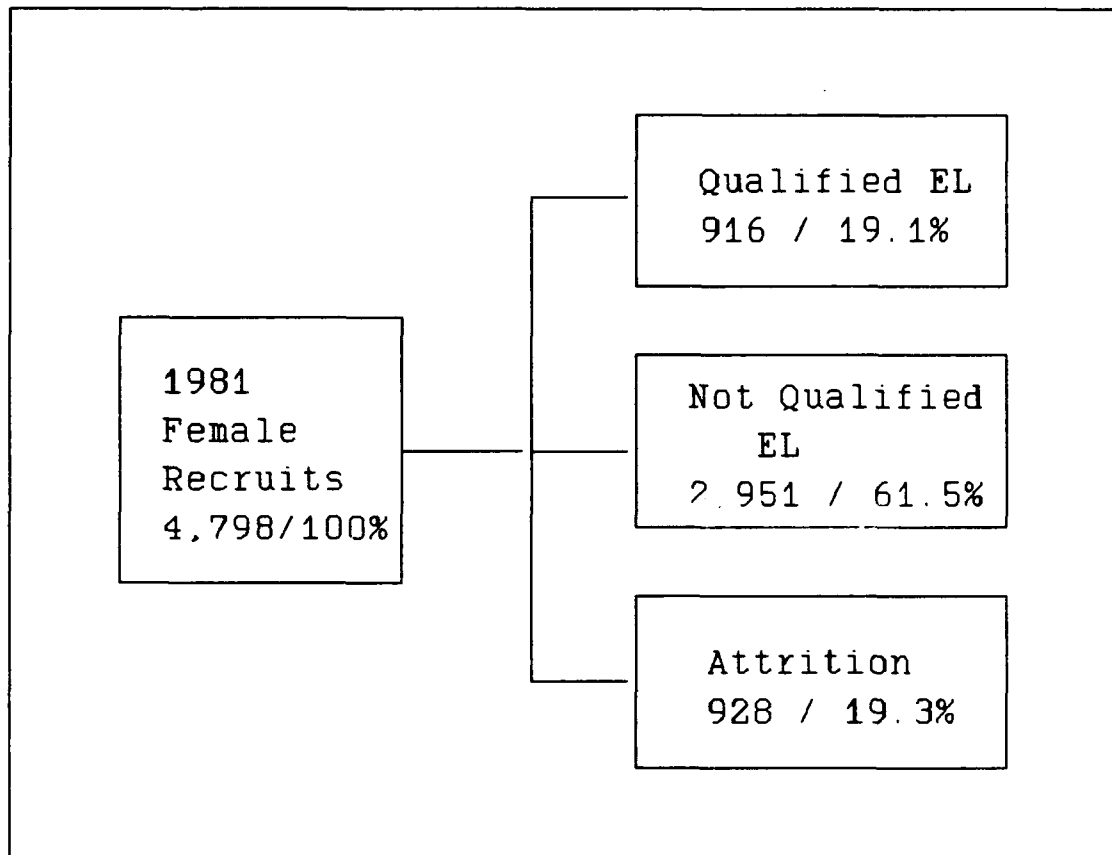 Qualified EL
916 / 19.1%
1981
Female
Recruits
4,798/100%
Not Qualified
EL
2,951 / 61.5%
Attrition
928 / 19.3%